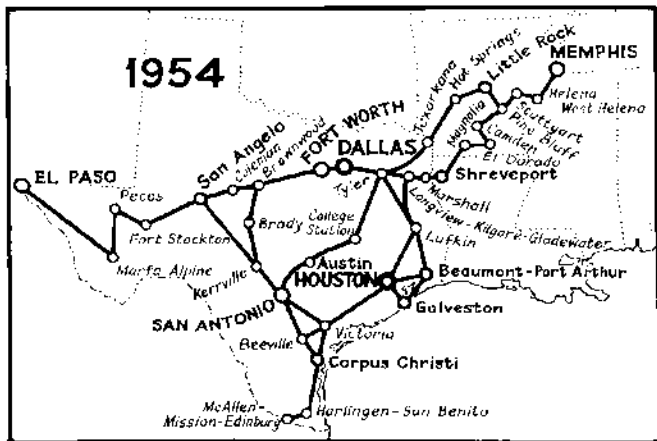 1954
EL PASO
Pecos
Fort Stockton
Marfa Alpine
San Angelo
Coleman
Brownwood
FORT WORTH
DALLAS
Tyler
Texarkana
Hot Springs
Little Rock
MEMPHIS
Helena
West Helena
Stuttgart
Pine Bluff
Camden
Magnolia
El Dorado
Shreveport
Marshall
Longview-Kilgore-Gladewater
Lufkin
Brady
College
Station
Kerrville
Austin
HOUSTON
Beaumont-Port Arthur
Galveston
SAN ANTONIO
Victoria
Beeville
Corpus Christi
McAllen-
Mission-Edinburg
Harlingen-San Benito